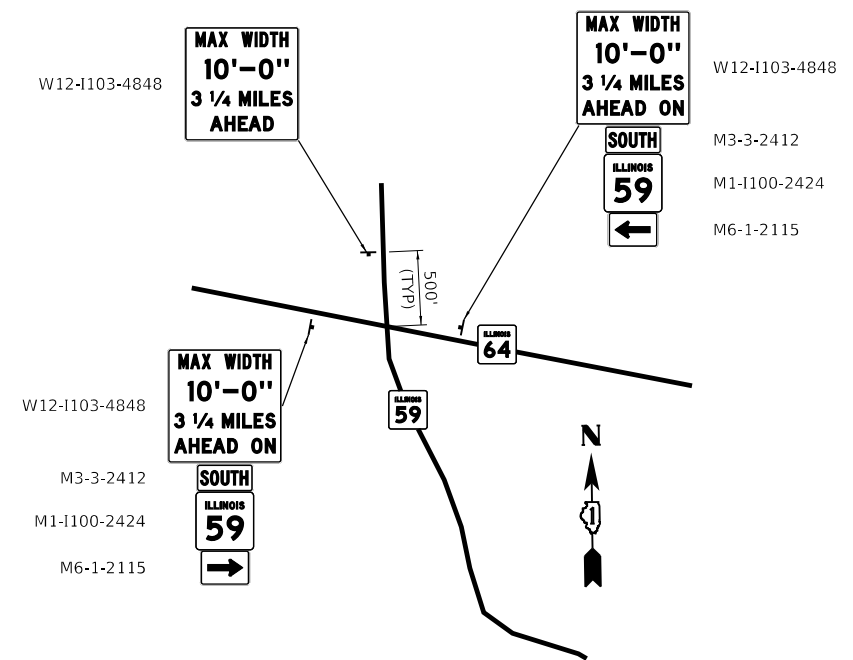 W12-I103-4848
MAX WIDTH
10'-0"
3 1/4 MILES
AHEAD
MAX WIDTH
10'-0"
3 1/4 MILES
AHEAD ON
W12-I103-4848
SOUTH
M3-3-2412
ILLINOIS
59
M1-I100-2424
M6-1-2115
500'
(TYP)
ILLINOIS
64
W12-I103-4848
MAX WIDTH
10'-0"
3 1/4 MILES
AHEAD ON
M3-3-2412
SOUTH
M1-I100-2424
ILLINOIS
59
M6-1-2115
ILLINOIS
59
N
1